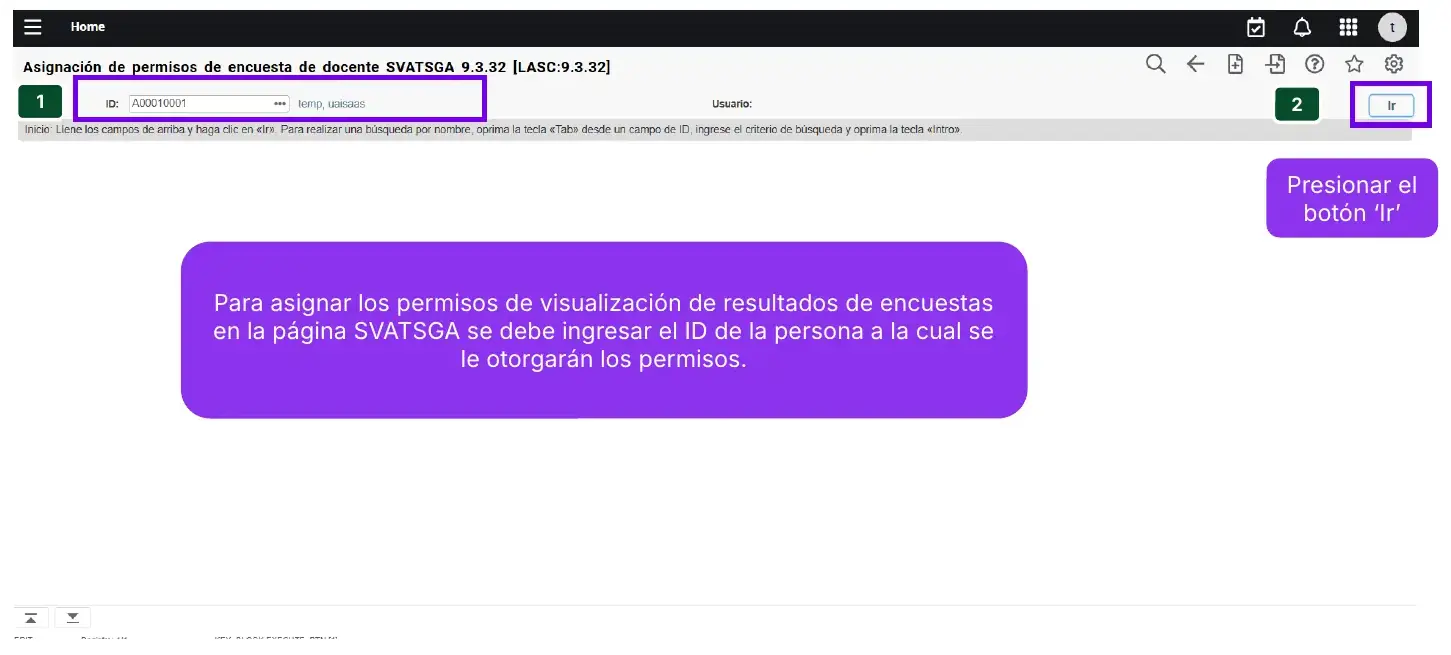 Home
t
Asignación de permisos de encuesta de docente SVATSGA 9.3.32 [LASC:9.3.32]
1
ID: A00010001 ••• temp, uaisaas
Usuario:
2
Ir
Inicio: Llene los campos de arriba y haga clic en «Ir». Para realizar una búsqueda por nombre, oprima la tecla «Tab» desde un campo de ID, ingrese el criterio de búsqueda y oprima la tecla «Intro».
Presionar el
botón ‘Ir’
Para asignar los permisos de visualización de resultados de encuestas
en la página SVATSGA se debe ingresar el ID de la persona a la cual se
le otorgarán los permisos.